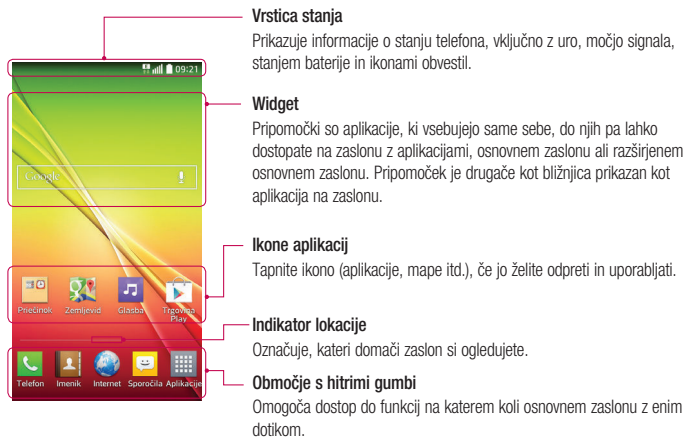 Vrstica stanja
Prikazuje informacije o stanju telefona, vključno z uro, močjo signala,
stanjem baterije in ikonami obvestil.
09:21
Widget
Pripomočki so aplikacije, ki vsebujejo same sebe, do njih pa lahko
dostopate na zaslonu z aplikacijami, osnovnem zaslonu ali razširjenem
osnovnem zaslonu. Pripomoček je drugače kot bližnjica prikazan kot
aplikacija na zaslonu.
Google
Ikone aplikacij
Tapnite ikono (aplikacije, mape itd.), če jo želite odpreti in uporabljati.
Priečinok Zemljevid Glasba Trgovina
Play
Indikator lokacije
Označuje, kateri domači zaslon si ogledujete.
Območje s hitrimi gumbi
Omogoča dostop do funkcij na katerem koli osnovnem zaslonu z enim
dotikom.
Telefon Imenik Internet Sporočila Aplikacije